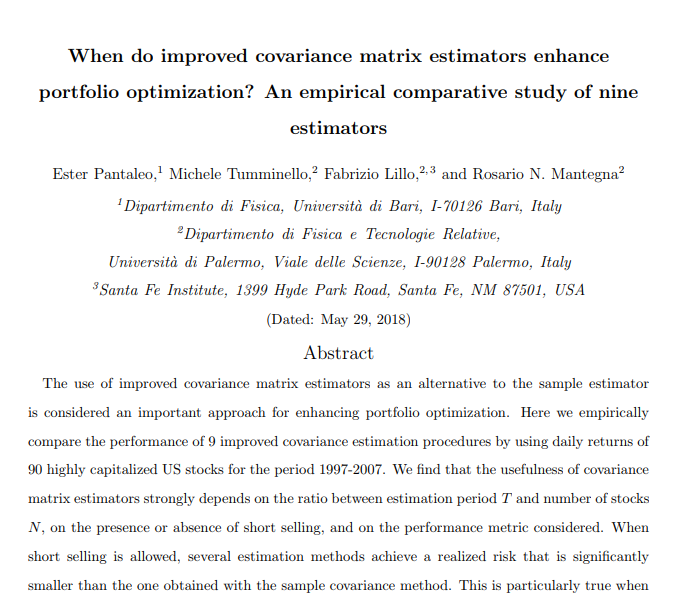 When do improved covariance matrix estimators enhance
portfolio optimization? An empirical comparative study of nine
estimators
Ester Pantaleo,1 Michele Tumminello,2 Fabrizio Lillo,2,3 and Rosario N. Mantegna2
1Dipartimento di Fisica, Università di Bari, I-70126 Bari, Italy
2Dipartimento di Fisica e Tecnologie Relative,
Università di Palermo, Viale delle Scienze, I-90128 Palermo, Italy
3Santa Fe Institute, 1399 Hyde Park Road, Santa Fe, NM 87501, USA
(Dated: May 29, 2018)
Abstract
The use of improved covariance matrix estimators as an alternative to the sample estimator
is considered an important approach for enhancing portfolio optimization. Here we empirically
compare the performance of 9 improved covariance estimation procedures by using daily returns of
90 highly capitalized US stocks for the period 1997-2007. We find that the usefulness of covariance
matrix estimators strongly depends on the ratio between estimation period T and number of stocks
N, on the presence or absence of short selling, and on the performance metric considered. When
short selling is allowed, several estimation methods achieve a realized risk that is significantly
smaller than the one obtained with the sample covariance method. This is particularly true when